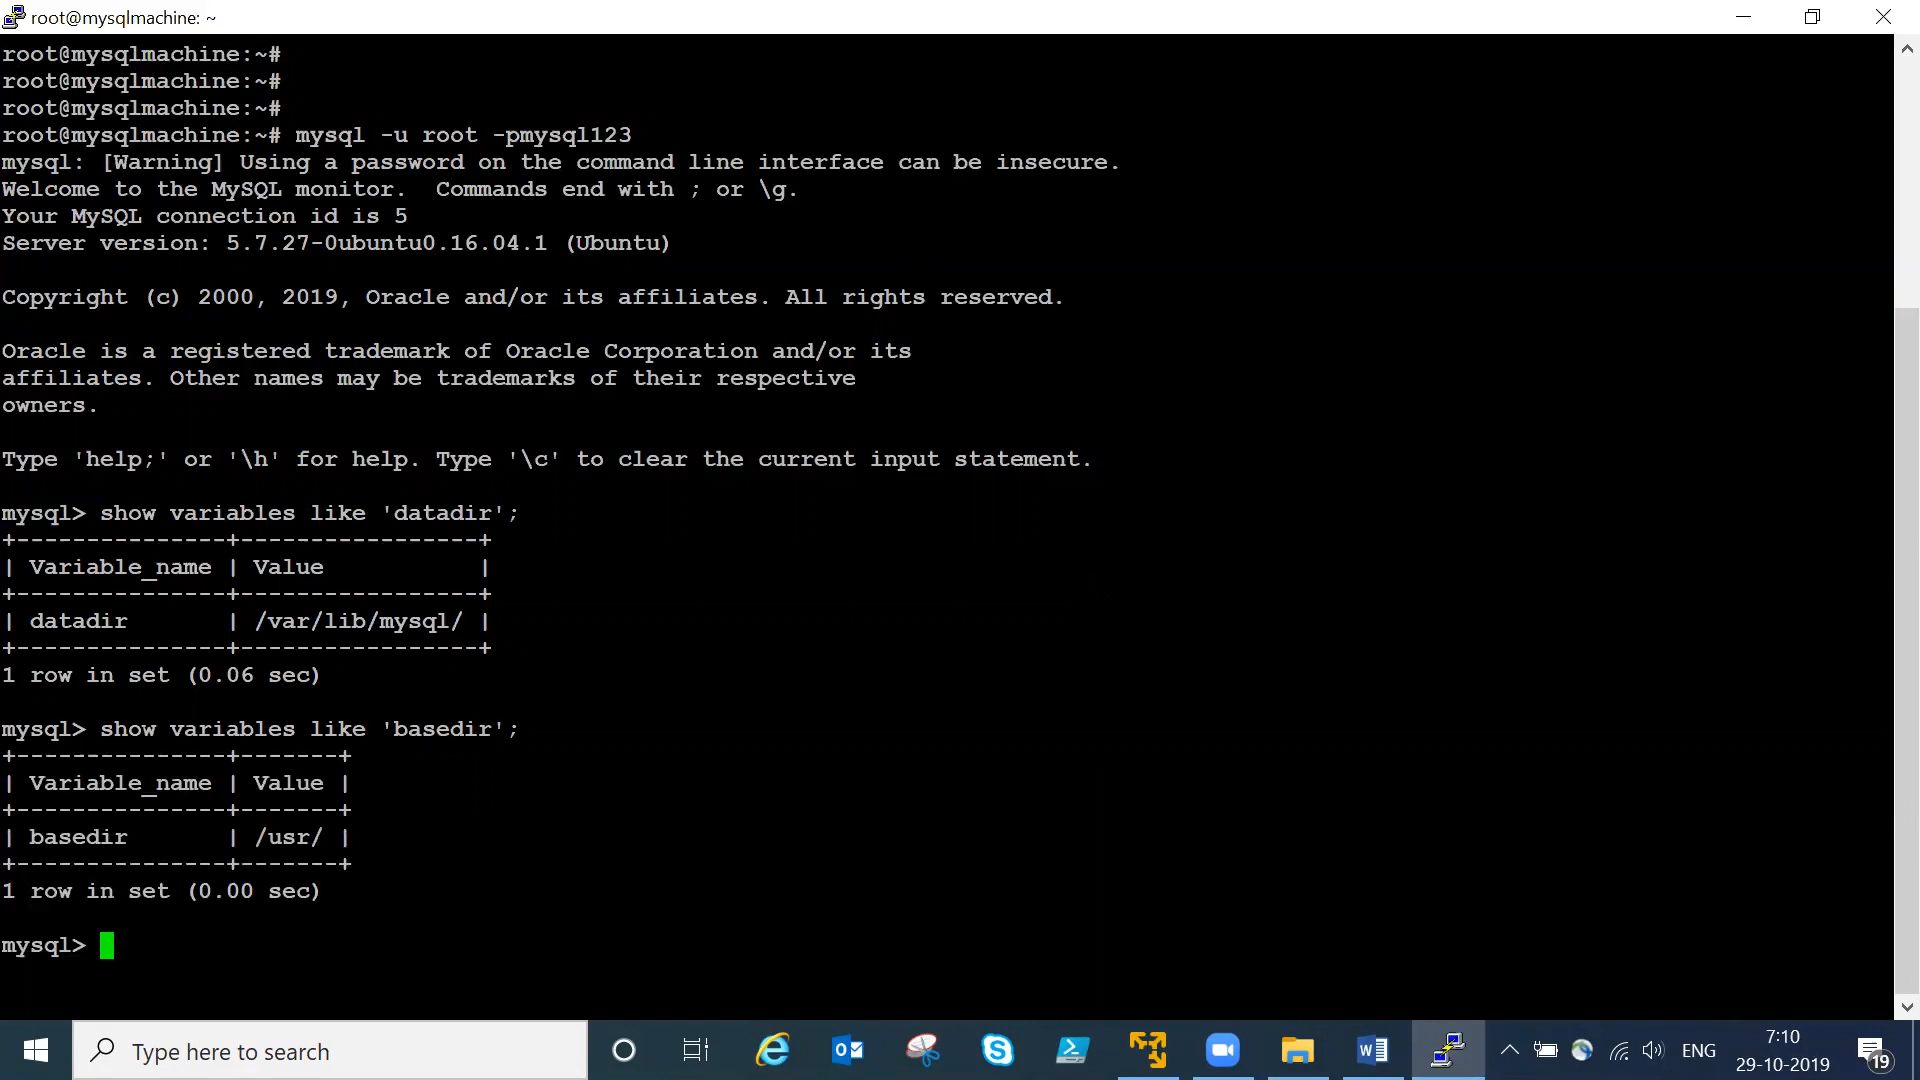 root@mysqlmachine: ~
root@mysqlmachine:~#
root@mysqlmachine:~#
root@mysqlmachine:~#
root@mysqlmachine:~# mysql -u root -pmysql123
mysql: [Warning] Using a password on the command line interface can be insecure.
Welcome to the MySQL monitor.  Commands end with ; or \g.
Your MySQL connection id is 5
Server version: 5.7.27-0ubuntu0.16.04.1 (Ubuntu)
Copyright (c) 2000, 2019, Oracle and/or its affiliates. All rights reserved.
Oracle is a registered trademark of Oracle Corporation and/or its
affiliates. Other names may be trademarks of their respective
owners.
Type 'help;' or '\h' for help. Type '\c' to clear the current input statement.
mysql> show variables like 'datadir';
+---------------+-----------------+
| Variable_name | Value           |
+---------------+-----------------+
| datadir       | /var/lib/mysql/ |
+---------------+-----------------+
1 row in set (0.06 sec)
mysql> show variables like 'basedir';
+---------------+-------+
| Variable_name | Value |
+---------------+-------+
| basedir       | /usr/ |
+---------------+-------+
1 row in set (0.00 sec)
mysql>
Type here to search
ENG
7:10
29-10-2019
19